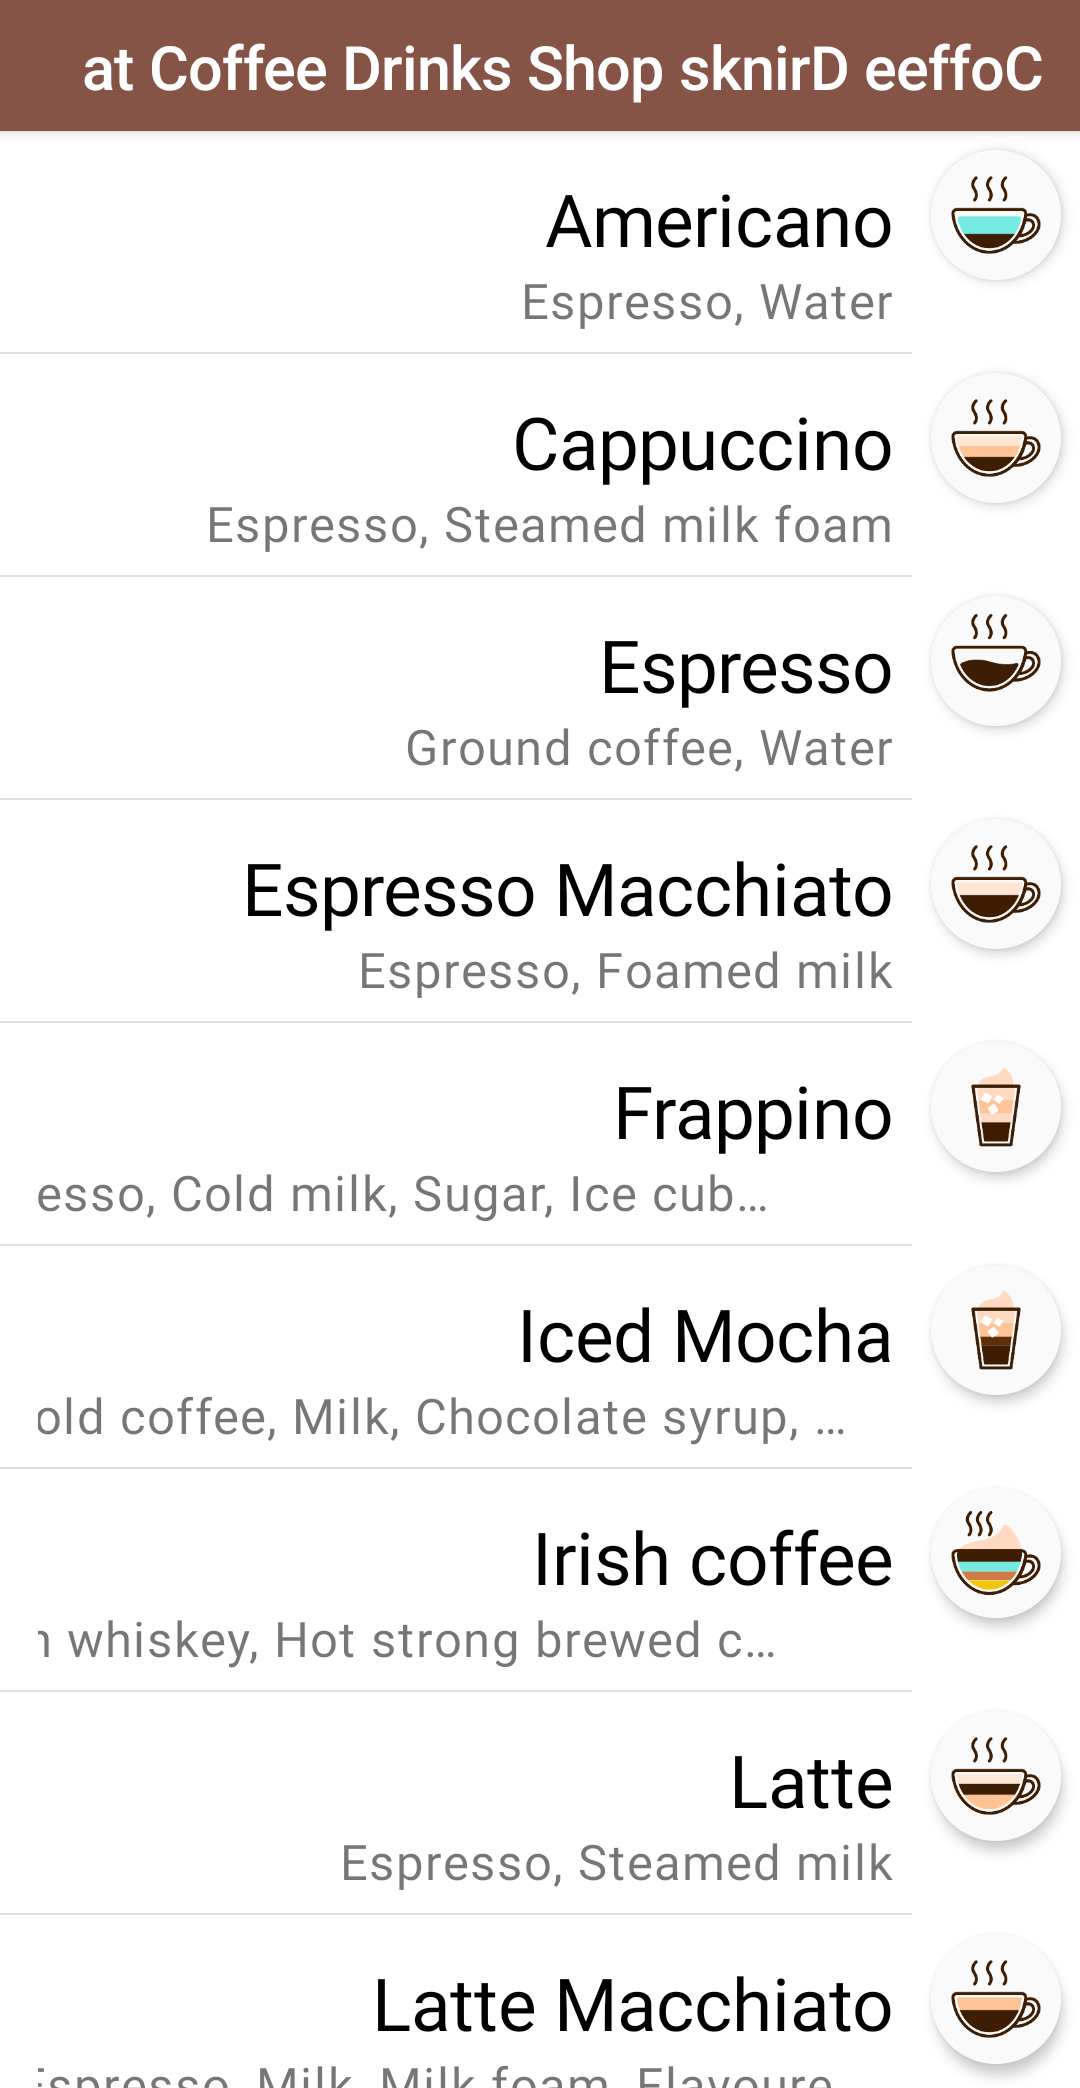 at Coffee Drinks Shop sknirD eeffoC
Americano
Espresso, Water
Cappuccino
Espresso, Steamed milk foam
Espresso
Ground coffee, Water
Espresso Macchiato
Espresso, Foamed milk
Frappino
esso, Cold milk, Sugar, Ice cub…
Iced Mocha
old coffee, Milk, Chocolate syrup, …
Irish coffee
whiskey, Hot strong brewed c…
Latte
Espresso, Steamed milk
Latte Macchiato
spresso, Milk, Milk foam, Flavoure